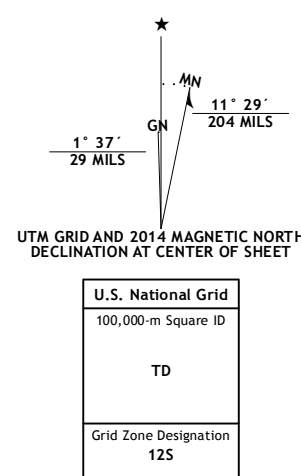 MN
GN
11° 29´
204 MILS
1° 37´
29 MILS
UTM GRID AND 2014 MAGNETIC NORTH
DECLINATION AT CENTER OF SHEET
U.S. National Grid
100,000-m Square ID
TD
Grid Zone Designation
12S